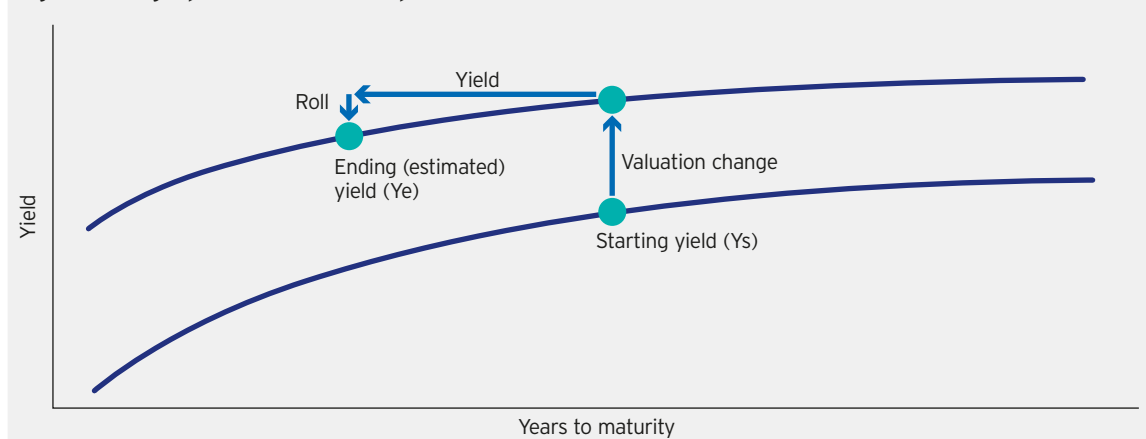 Yield
Roll
Ending (estimated)
yield (Ye)
Valuation change
Starting yield (Ys)
Yield
Years to maturity